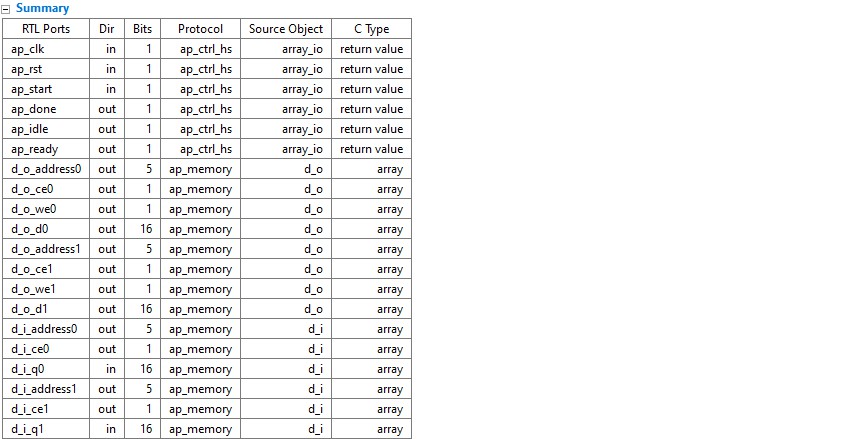 Summary
RTL Ports Dir Bits Protocol Source Object C Type
ap_clk in 1 ap_ctrl_hs array_io return value
ap_rst in 1 ap_ctrl_hs array_io return value
ap_start in 1 ap_ctrl_hs array_io return value
ap_done out 1 ap_ctrl_hs array_io return value
ap_idle out 1 ap_ctrl_hs array_io return value
ap_ready out 1 ap_ctrl_hs array_io return value
d_o_address0 out 5 ap_memory d_o array
d_o_ce0 out 1 ap_memory d_o array
d_o_we0 out 1 ap_memory d_o array
d_o_d0 out 16 ap_memory d_o array
d_o_address1 out 5 ap_memory d_o array
d_o_ce1 out 1 ap_memory d_o array
d_o_we1 out 1 ap_memory d_o array
d_o_d1 out 16 ap_memory d_o array
d_i_address0 out 5 ap_memory d_i array
d_i_ce0 out 1 ap_memory d_i array
d_i_q0 in 16 ap_memory d_i array
d_i_address1 out 5 ap_memory d_i array
d_i_ce1 out 1 ap_memory d_i array
d_i_q1 in 16 ap_memory d_i array